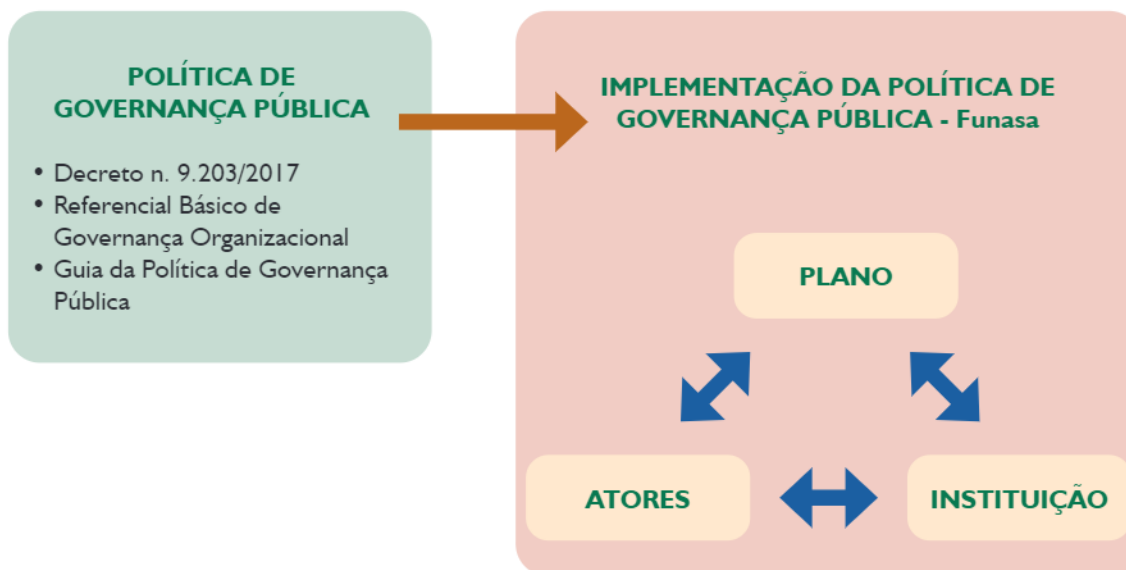 POLÍTICA DE
GOVERNANÇA PÚBLICA
• Decreto n. 9.203/2017
• Referencial Básico de
Governança Organizacional
• Guia da Política de Governança
Pública
IMPLEMENTAÇÃO DA POLÍTICA DE
GOVERNANÇA PÚBLICA - Funasa
PLANO
ATORES
INSTITUIÇÃO